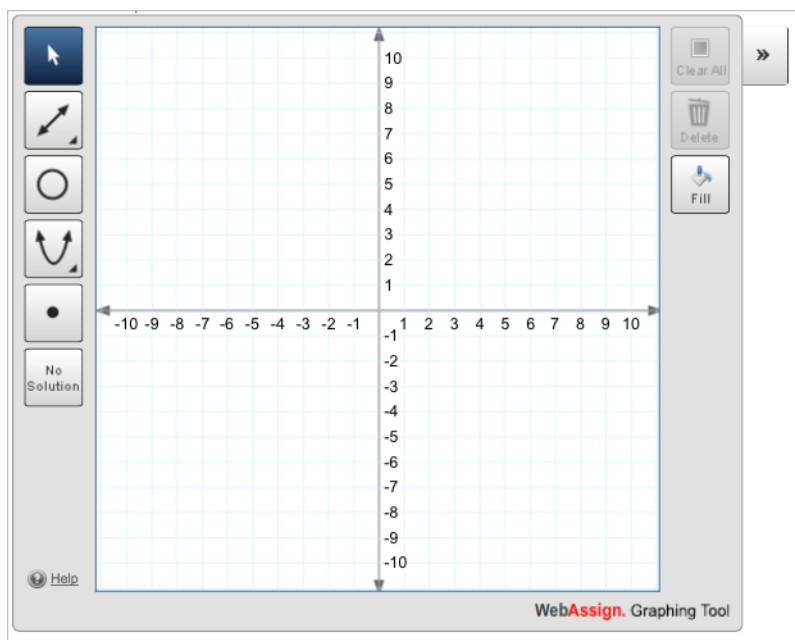 Clear All
Delete
Fill
No
Solution
10
9
8
7
6
5
4
3
2
1
-10 -9 -8 -7 -6 -5 -4 -3 -2 -1 1 2 3 4 5 6 7 8 9 10
-1
-2
-3
-4
-5
-6
-7
-8
-9
-10
»
Help
WebAssign. Graphing Tool